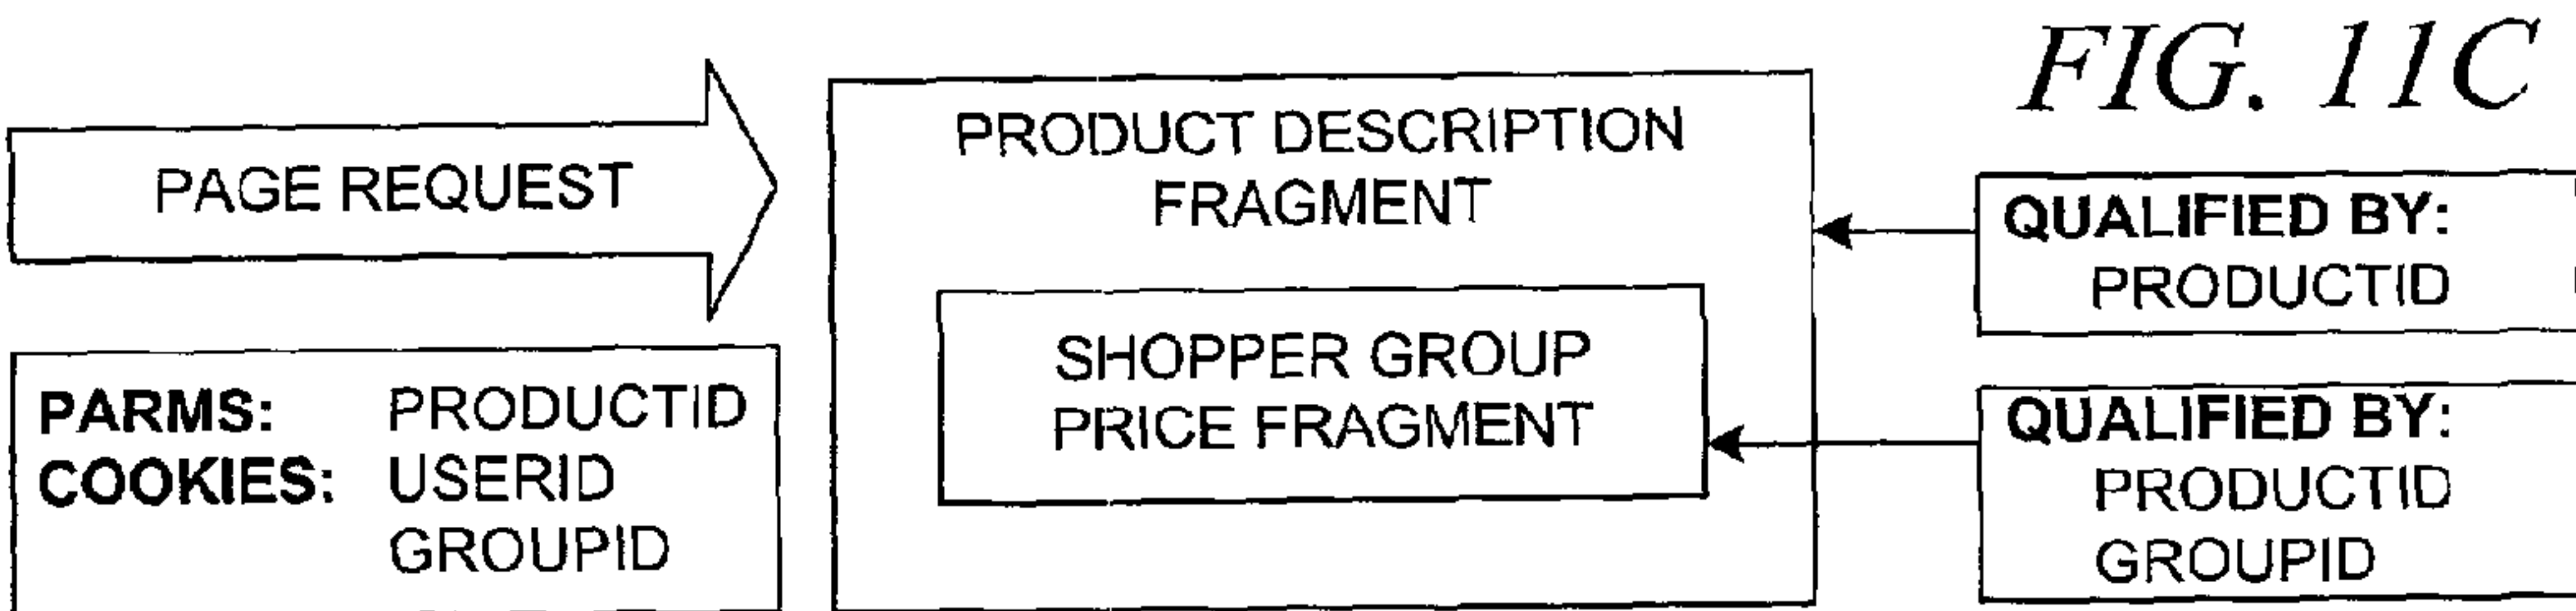 FIG. 11C
PAGE REQUEST
PARMS: PRODUCTID
COOKIES: USERID
GROUPID
PRODUCT DESCRIPTION
FRAGMENT
SHOPPER GROUP
PRICE FRAGMENT
QUALIFIED BY:
PRODUCTID
QUALIFIED BY:
PRODUCTID
GROUPID